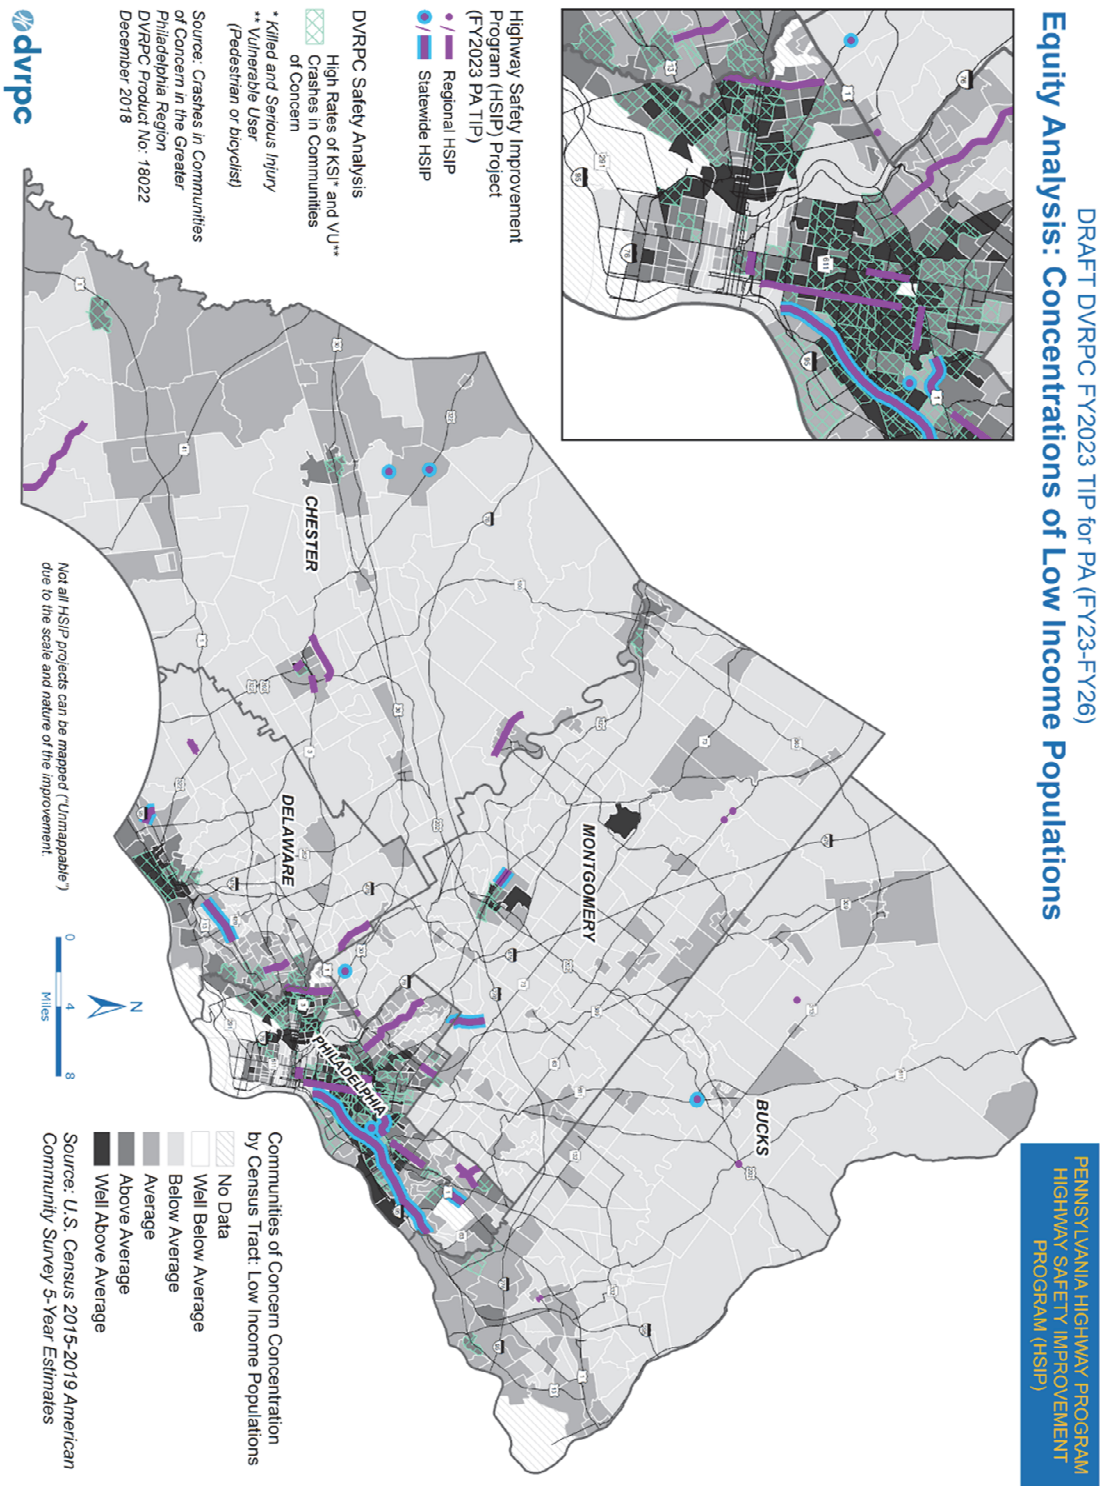 DRAFT DVRPC FY2023 TIP for PA (FY23-FY26)
Equity Analysis: Concentrations of Low Income Populations
PENNSYLVANIA HIGHWAY PROGRAM
HIGHWAY SAFETY IMPROVEMENT
PROGRAM (HSIP)
Highway Safety Improvement
Program (HSIP) Project
(FY2023 PA TIP)
Regional HSIP
Statewide HSIP
DVRPC Safety Analysis
High Rates of KSI* and VU**
Crashes in Communities
of Concern
* Killed and Serious Injury
** Vulnerable User
(Pedestrian or bicyclist)
Source: Crashes in Communities
of Concern in the Greater
Philadelphia Region
DVRPC Product No: 18022
December 2018
dvrpc
CHESTER
DELAWARE
MONTGOMERY
PHILADELPHIA
BUCKS
Not all HSIP projects can be mapped ("Unmappable")
due to the scale and nature of the improvement.
N
0 4 8
Miles
Communities of Concern Concentration
by Census Tract: Low Income Populations
No Data
Well Below Average
Below Average
Average
Above Average
Well Above Average
Source: U.S. Census 2015-2019 American
Community Survey 5-Year Estimates